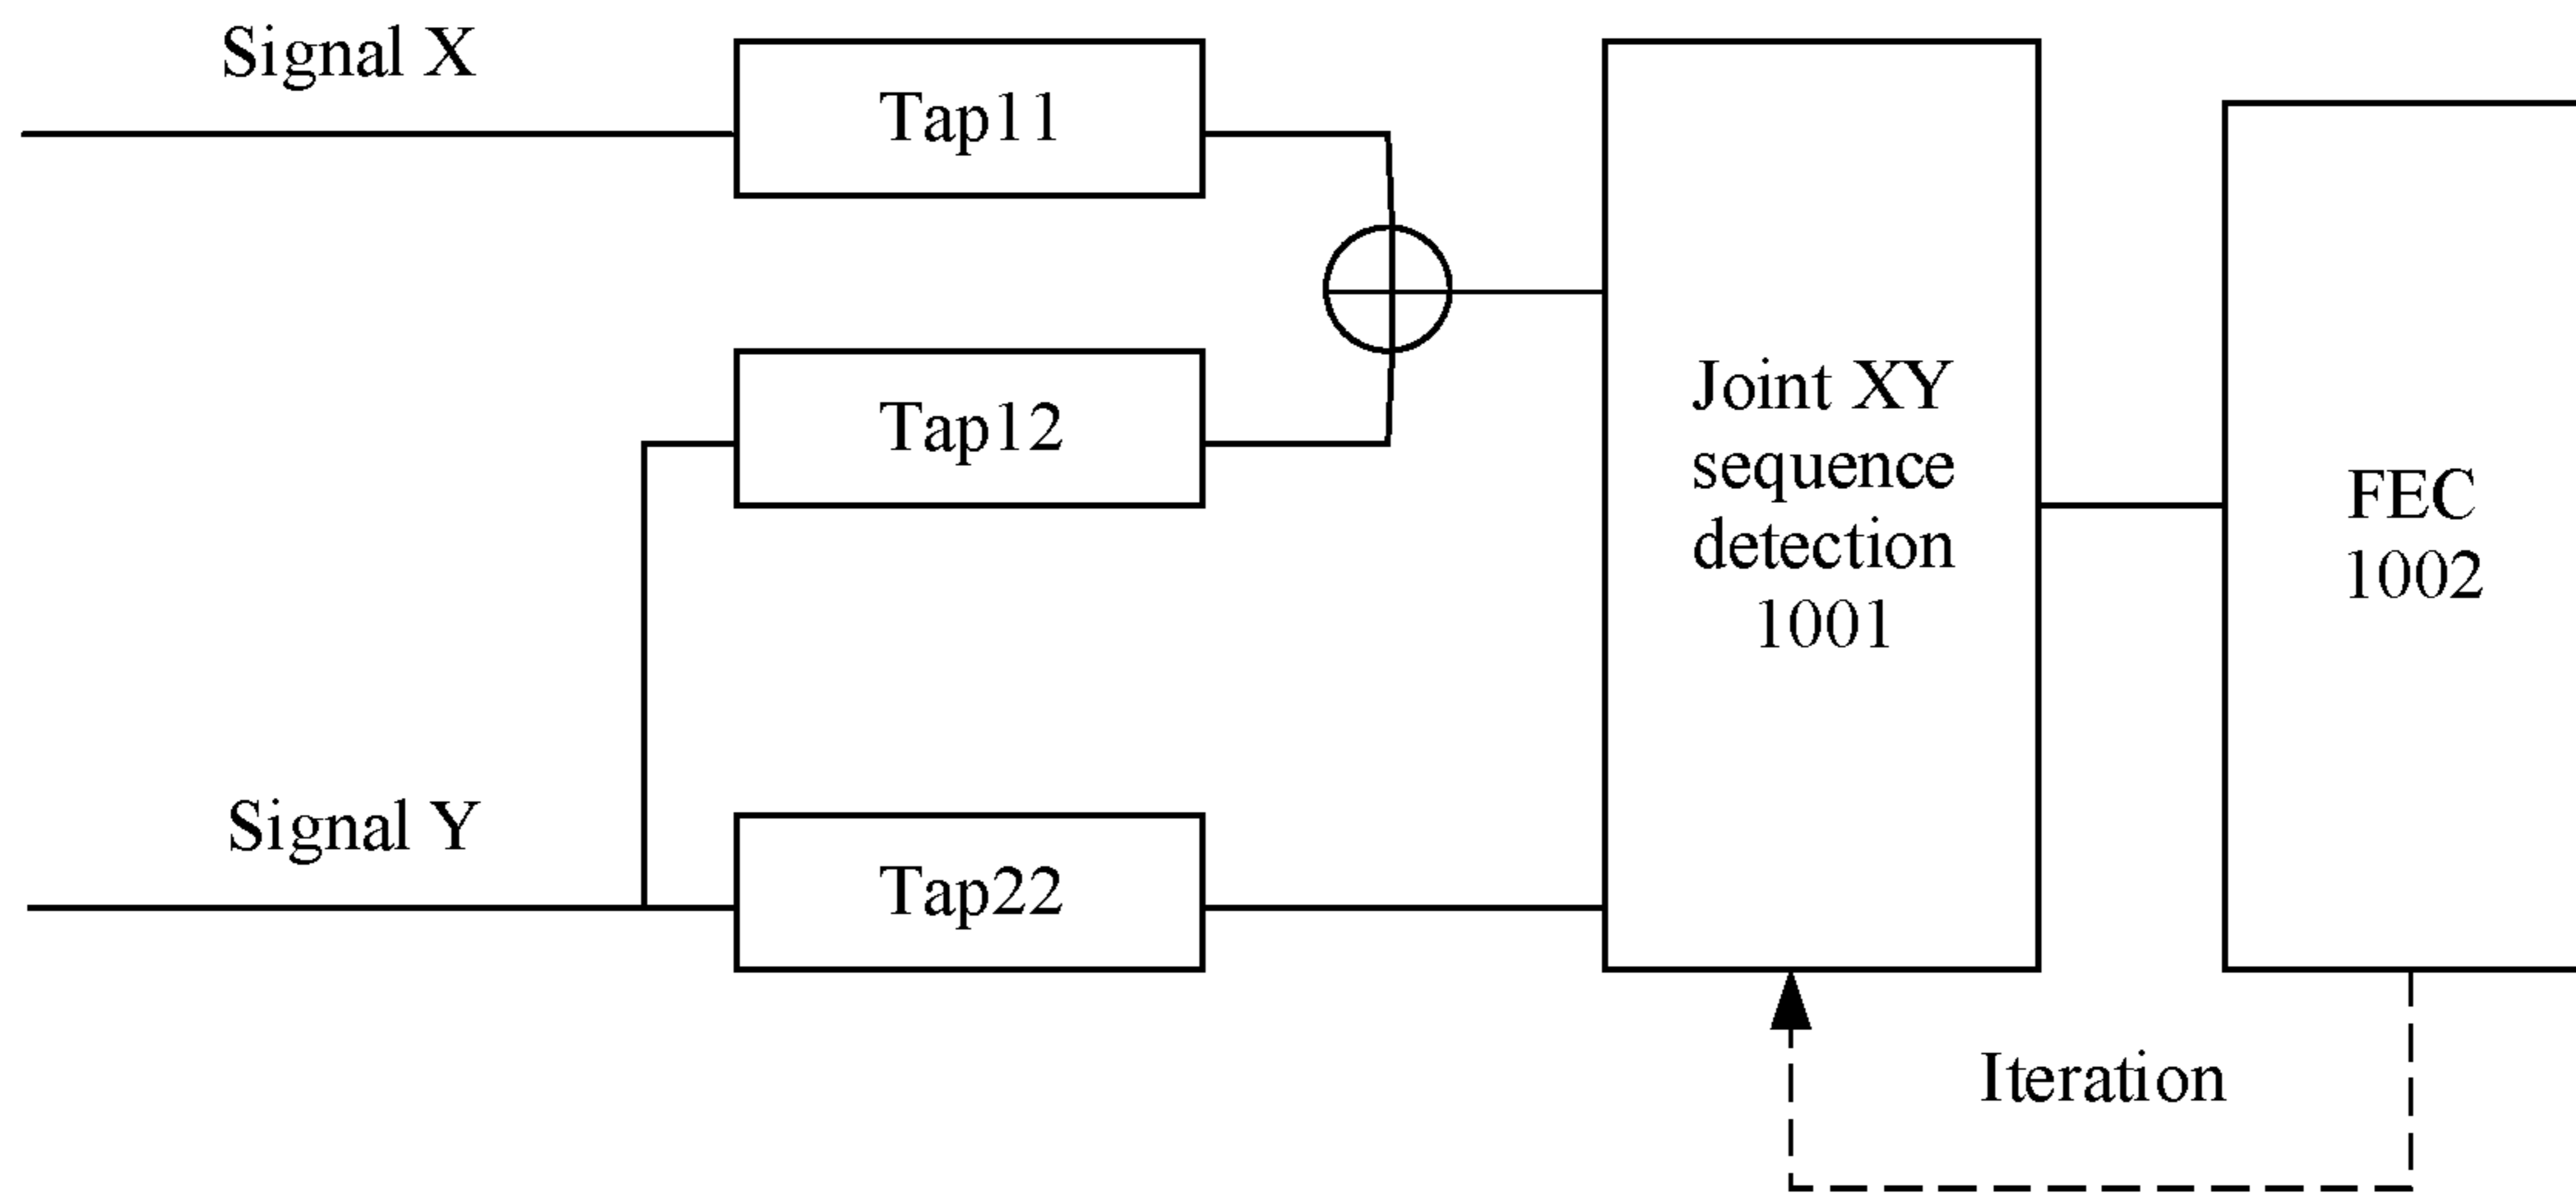 Signal X
Tap11
Tap12
Signal Y
Tap22
Joint XY
sequence
detection
1001
FEC
1002
Iteration